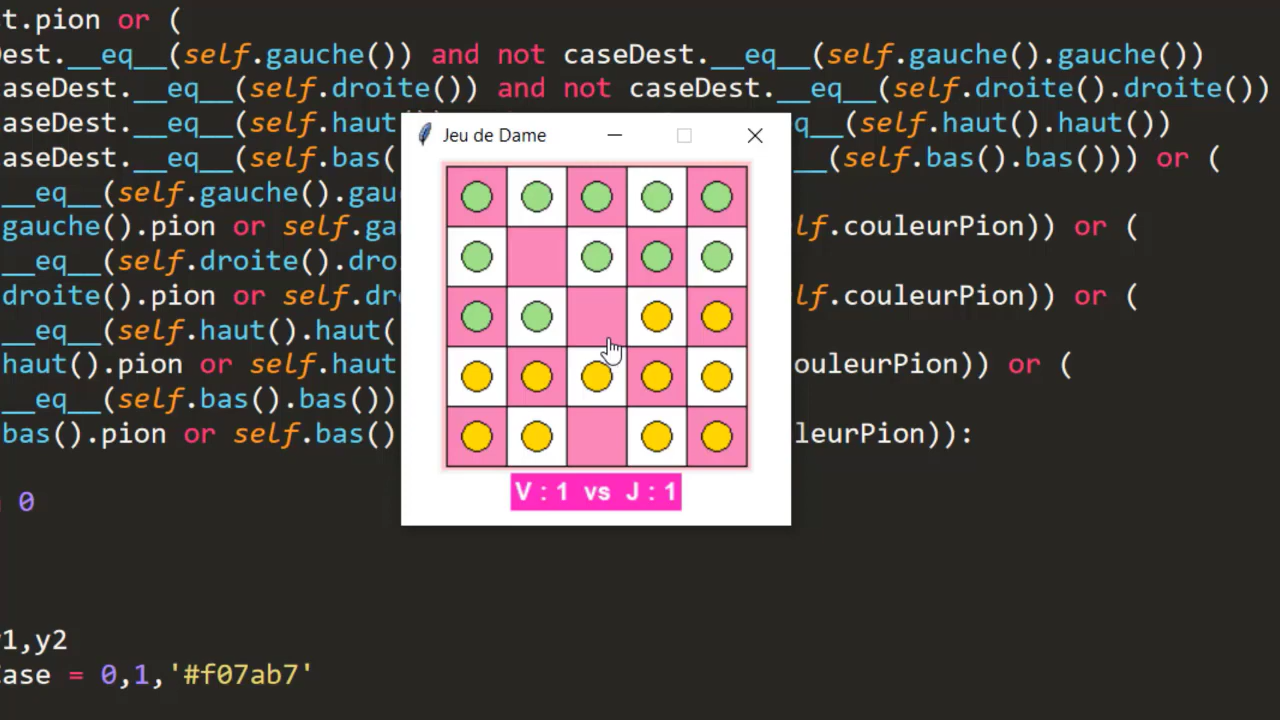 t.pion or (
Dest.__eq__(self.gauche()) and not caseDest.__eq__(self.gauche().gauche())
aseDest.__eq__(self.droite()) and not caseDest.__eq__(self.droite().droite())
aseDest.__eq__(self.haut() q__(self.haut().haut())
aseDest.__eq__(self.bas( __(self.bas().bas())) or (
__eq__(self.gauche().gau
gauche().pion or self.ga lf.couleurPion)) or (
__eq__(self.droite().dro
droite().pion or self.dr lf.couleurPion)) or (
__eq__(self.haut().haut(
haut().pion or self.haut ouleurPion)) or (
__eq__(self.bas().bas())
bas().pion or self.bas() leurPion)):
0
1,y2
ase = 0,1,'#f07ab7'
Jeu de Dame
V : 1 vs J : 1